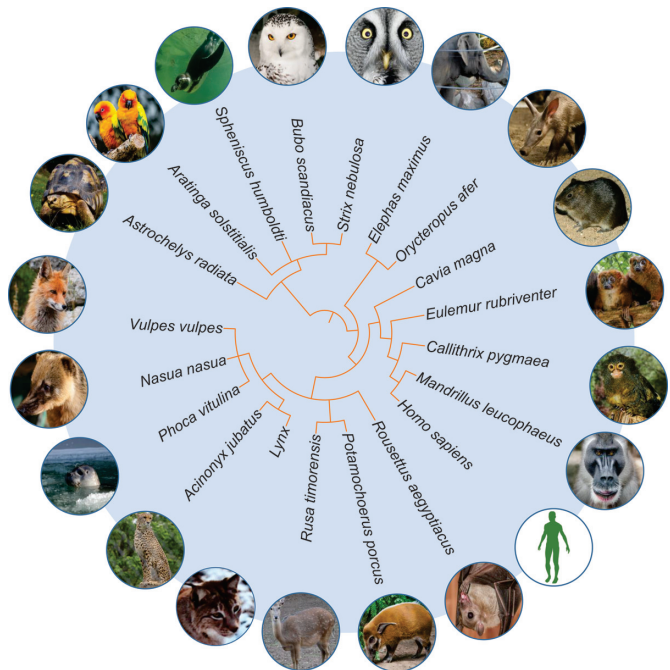 Spheniscus humboldti
Bubo scandiacus
Strix nebulosa
Elephas maximus
Orycteropus afer
Cavia magna
Eulemur rubriventer
Callithrix pygmaea
Mandrillus leucophaeus
Homo sapiens
Rousettus aegyptiacus
Potamochoerus porcus
Rusa timorensis
Lynx
Acinonyx jubatus
Phoca vitulina
Nasua nasua
Vulpes vulpes
Astrochelys radiata
Aratinga solstitialis